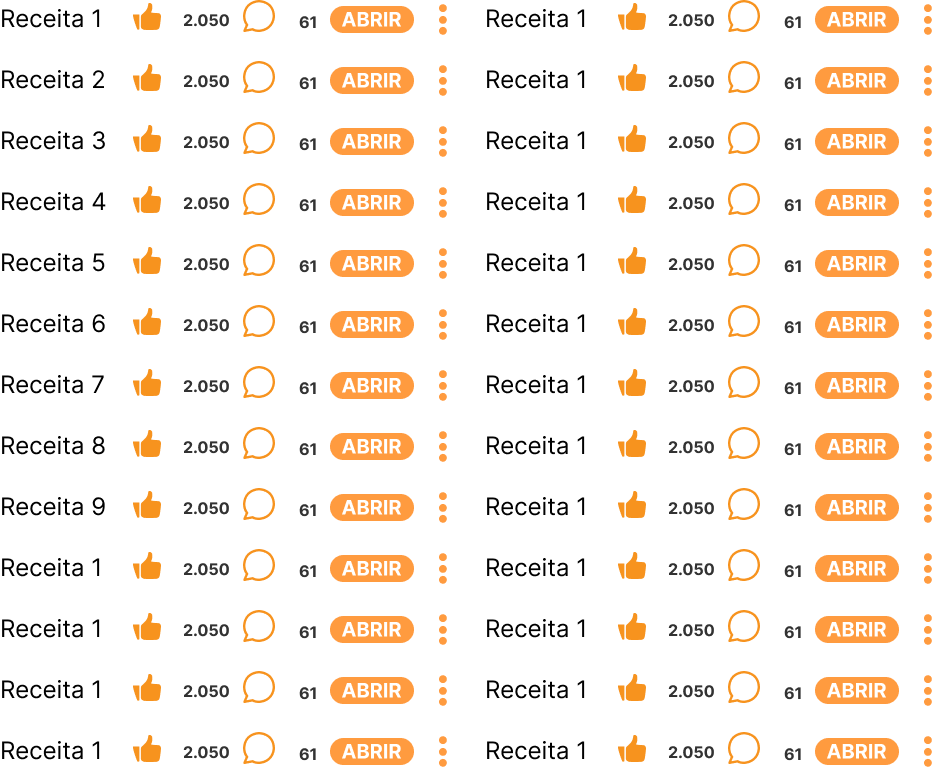 Receita 1 2.050 61 ABRIR Receita 1 2.050 61 ABRIR
Receita 2 2.050 61 ABRIR Receita 1 2.050 61 ABRIR
Receita 3 2.050 61 ABRIR Receita 1 2.050 61 ABRIR
Receita 4 2.050 61 ABRIR Receita 1 2.050 61 ABRIR
Receita 5 2.050 61 ABRIR Receita 1 2.050 61 ABRIR
Receita 6 2.050 61 ABRIR Receita 1 2.050 61 ABRIR
Receita 7 2.050 61 ABRIR Receita 1 2.050 61 ABRIR
Receita 8 2.050 61 ABRIR Receita 1 2.050 61 ABRIR
Receita 9 2.050 61 ABRIR Receita 1 2.050 61 ABRIR
Receita 1 2.050 61 ABRIR Receita 1 2.050 61 ABRIR
Receita 1 2.050 61 ABRIR Receita 1 2.050 61 ABRIR
Receita 1 2.050 61 ABRIR Receita 1 2.050 61 ABRIR
Receita 1 2.050 61 ABRIR Receita 1 2.050 61 ABRIR